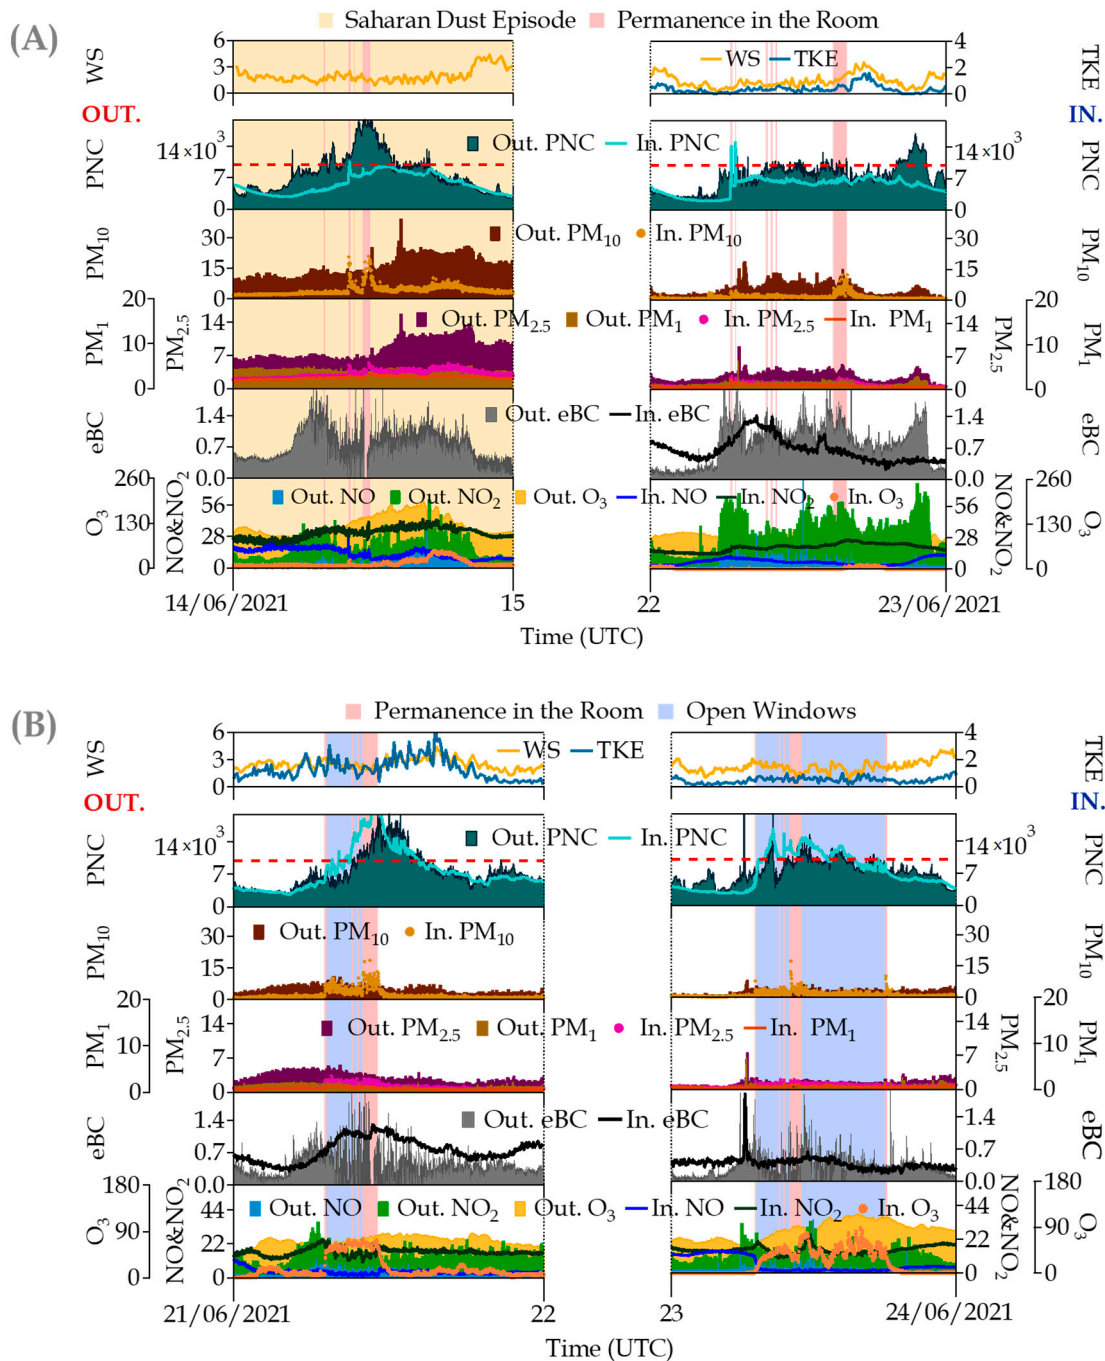 (A)
Saharan Dust Episode Permanence in the Room
WS 6 3 0
WS TKE
4 2 0 TKE
OUT. IN.
PNC 14 ×10³ 7 0
Out. PNC In. PNC
14 ×10³ 7 0 PNC
PM₁₀ 30 15 0
Out. PM₁₀ In. PM₁₀
30 15 0 PM₁₀
PM₁ 20 10 0 PM₂.₅ 14 7 0
Out. PM₂.₅ Out. PM₁ In. PM₂.₅ In. PM₁
14 7 0 PM₂.₅ 20 10 0 PM₁
eBC 1.4 0.7 0.0
Out. eBC In. eBC
1.4 0.7 0.0 eBC
O₃ 260 130 0 NO&NO₂ 56 28 0
Out. NO Out. NO₂ Out. O₃ In. NO In. NO₂ In. O₃
56 28 0 NO&NO₂ 260 130 0 O₃
14/06/2021 15 22 23/06/2021
Time (UTC)
(B)
Permanence in the Room Open Windows
WS 6 3 0
WS TKE
4 2 0 TKE
OUT. IN.
PNC 14 ×10³ 7 0
Out. PNC In. PNC
14 ×10³ 7 0 PNC
PM₁₀ 30 15 0
Out. PM₁₀ In. PM₁₀
30 15 0 PM₁₀
PM₁ 20 10 0 PM₂.₅ 14 7 0
Out. PM₂.₅ Out. PM₁ In. PM₂.₅ In. PM₁
14 7 0 PM₂.₅ 20 10 0 PM₁
eBC 1.4 0.7 0.0
Out. eBC In. eBC
1.4 0.7 0.0 eBC
O₃ 180 90 0 NO&NO₂ 44 22 0
Out. NO Out. NO₂ Out. O₃ In. NO In. NO₂ In. O₃
44 22 0 NO&NO₂ 180 90 0 O₃
21/06/2021 22 23 24/06/2021
Time (UTC)